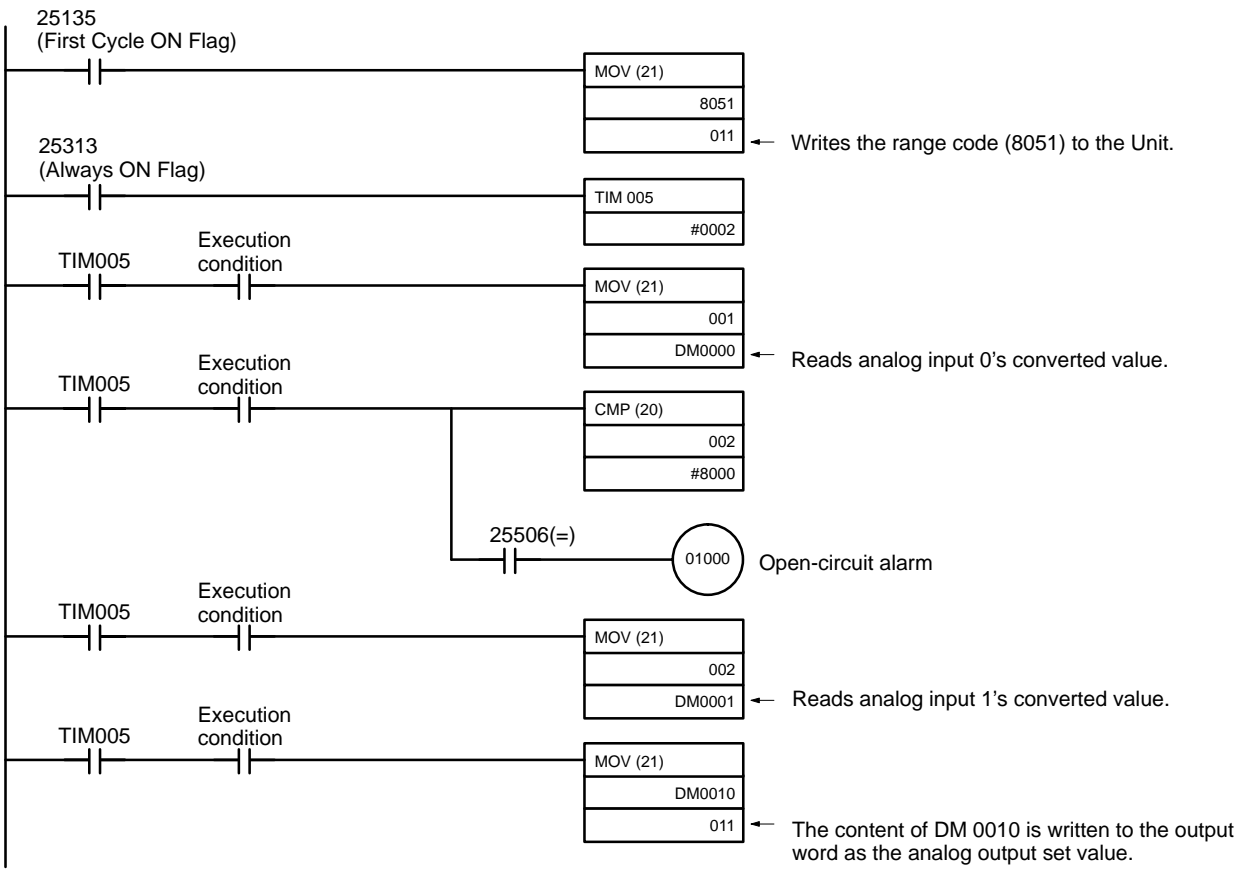 25135
(First Cycle ON Flag)
MOV (21)
8051
011
Writes the range code (8051) to the Unit.
25313
(Always ON Flag)
TIM 005
#0002
TIM005
Execution
condition
MOV (21)
001
DM0000
Reads analog input 0's converted value.
TIM005
Execution
condition
CMP (20)
002
#8000
25506(=)
01000
Open-circuit alarm
TIM005
Execution
condition
MOV (21)
002
DM0001
Reads analog input 1's converted value.
TIM005
Execution
condition
MOV (21)
DM0010
011
The content of DM 0010 is written to the output
word as the analog output set value.